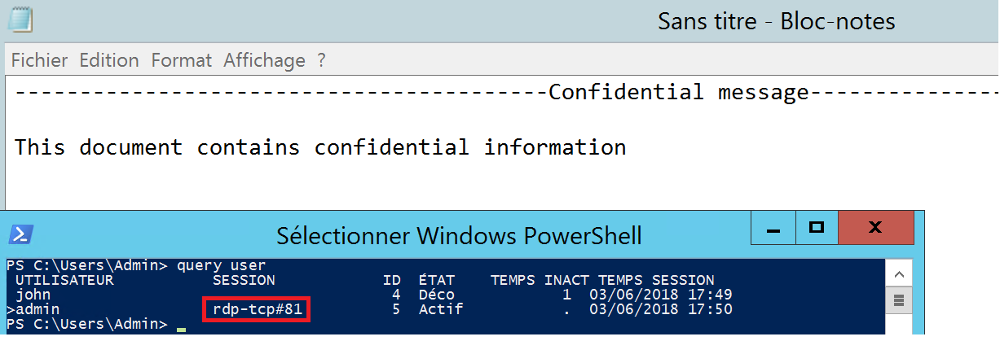 Sans titre - Bloc-notes
Fichier Edition Format Affichage ?
-----------------------------------------Confidential message---------------
This document contains confidential information
Sélectionner Windows PowerShell
PS C:\Users\Admin> query user
UTILISATEUR SESSION ID ÉTAT TEMPS INACT TEMPS SESSION
john 4 Déco 1 03/06/2018 17:49
>admin rdp-tcp#81 5 Actif . 03/06/2018 17:50
PS C:\Users\Admin>